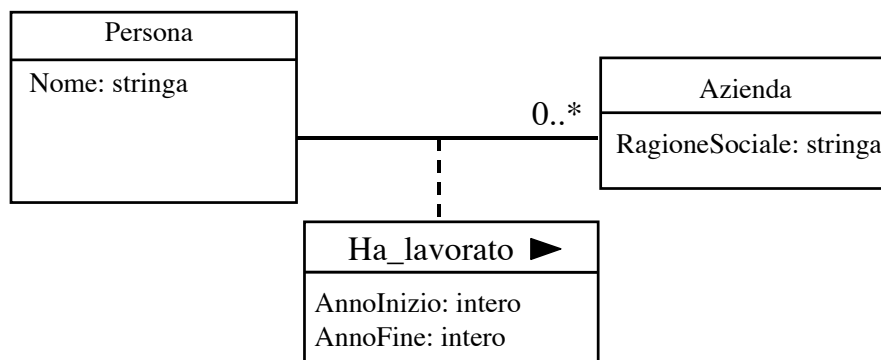 Persona
Nome: stringa
0..*
Azienda
RagioneSociale: stringa
Ha_lavorato
AnnoInizio: intero
AnnoFine: intero